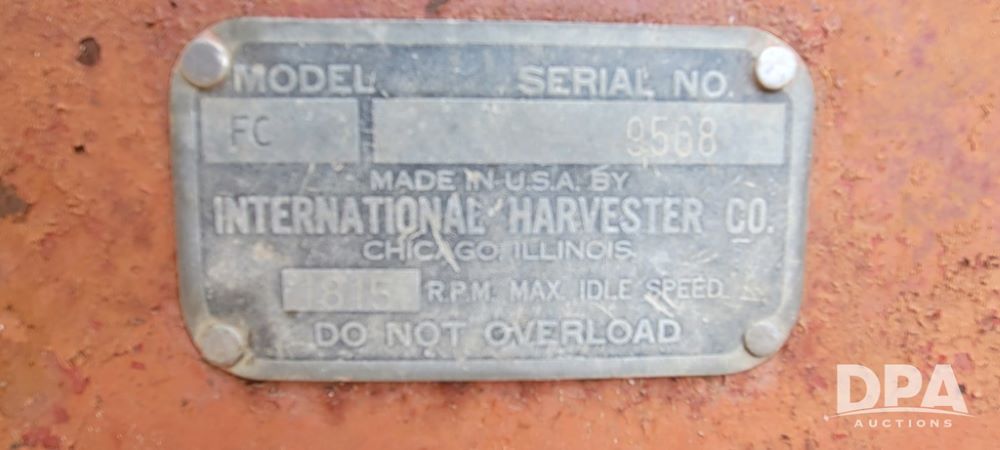 MODEL SERIAL NO.
FC 9568
MADE IN U.S.A. BY
INTERNATIONAL HARVESTER CO.
CHICAGO, ILLINOIS.
1815 R.P.M. MAX. IDLE SPEED
DO NOT OVERLOAD
DPA
AUCTIONS